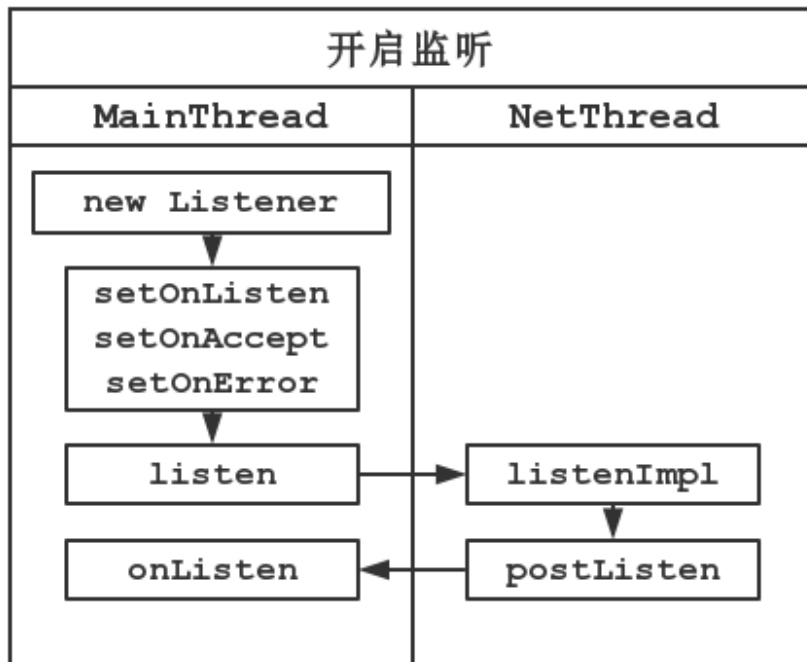 开启监听
MainThread
NetThread
new Listener
setOnListen
setOnAccept
setOnError
listen
listenImpl
onListen
postListen